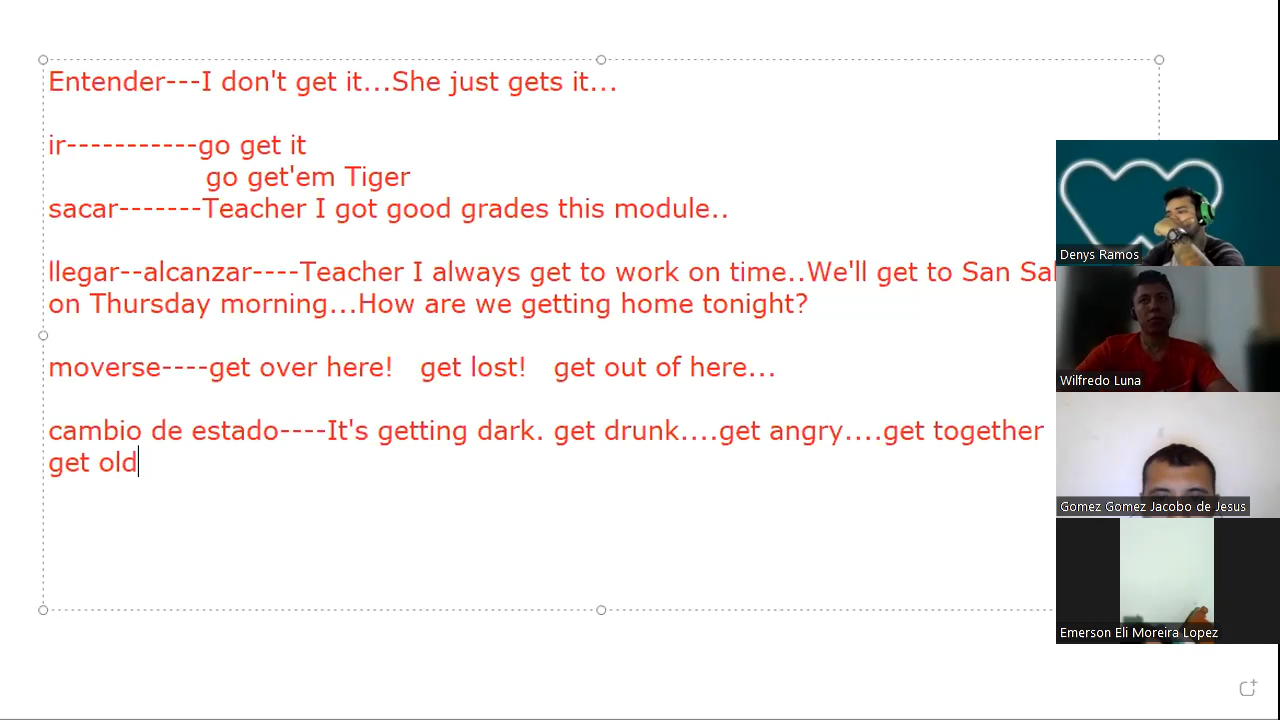 Entender---I don't get it...She just gets it...
ir-----------go get it
go get'em Tiger
sacar-------Teacher I got good grades this module..
llegar--alcanzar----Teacher I always get to work on time..We'll get to San
on Thursday morning...How are we getting home tonight?
moverse----get over here!   get lost!   get out of here...
cambio de estado----It's getting dark. get drunk....get angry....get together
get old
Denys Ramos
Wilfredo Luna
Gomez Gomez Jacobo de Jesus
Emerson Eli Moreira Lopez